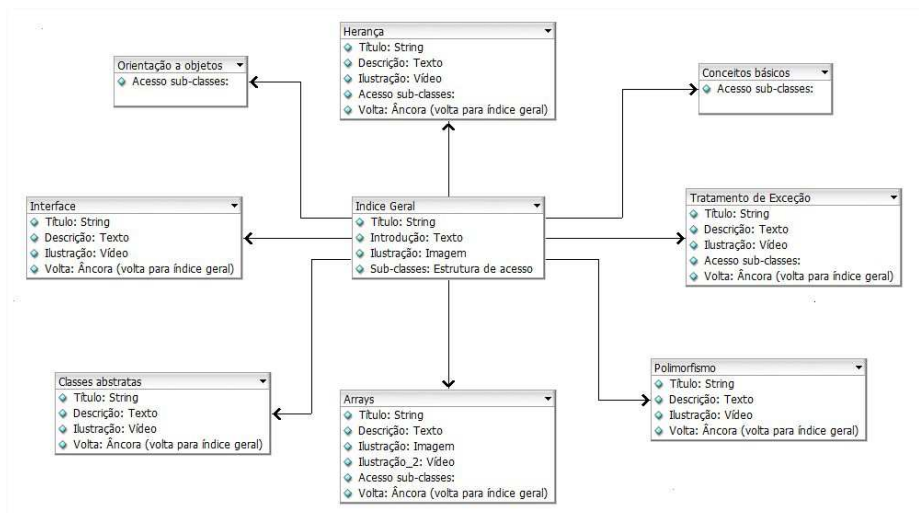 Herança
Título: String
Descrição: Texto
Ilustração: Vídeo
Acesso sub-classes:
Volta: Âncora (volta para índice geral)
Orientação a objetos
Acesso sub-classes:
Conceitos básicos
Acesso sub-classes:
Interface
Título: String
Descrição: Texto
Ilustração: Vídeo
Volta: Âncora (volta para índice geral)
Indice Geral
Título: String
Introdução: Texto
Ilustração: Imagem
Sub-classes: Estrutura de acesso
Tratamento de Exceção
Título: String
Descrição: Texto
Ilustração: Vídeo
Acesso sub-classes:
Volta: Âncora (volta para índice geral)
Classes abstratas
Título: String
Descrição: Texto
Ilustração: Vídeo
Volta: Âncora (volta para índice geral)
Arrays
Título: String
Descrição: Texto
Ilustração: Imagem
Ilustração_2: Vídeo
Acesso sub-classes:
Volta: Âncora (volta para índice geral)
Polimorfismo
Título: String
Descrição: Texto
Ilustração: Vídeo
Volta: Âncora (volta para índice geral)